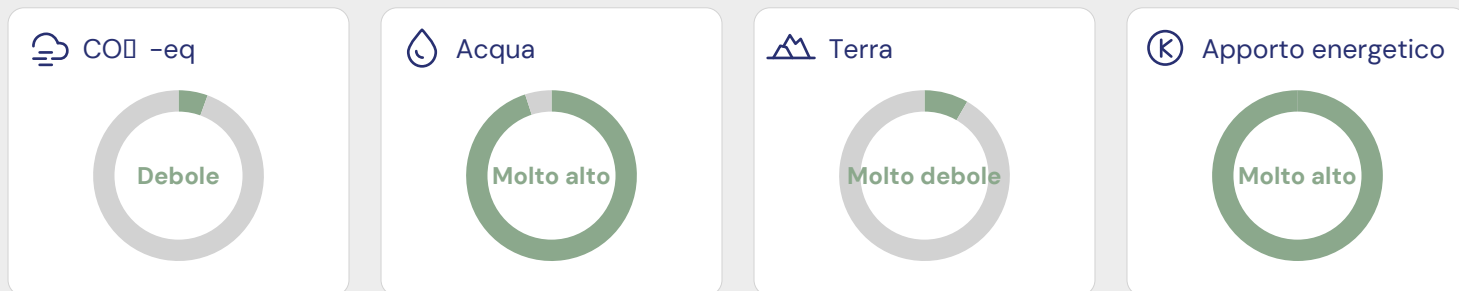 CO▯ -eq
Acqua
Terra
Apporto energetico
Debole
Molto alto
Molto debole
Molto alto